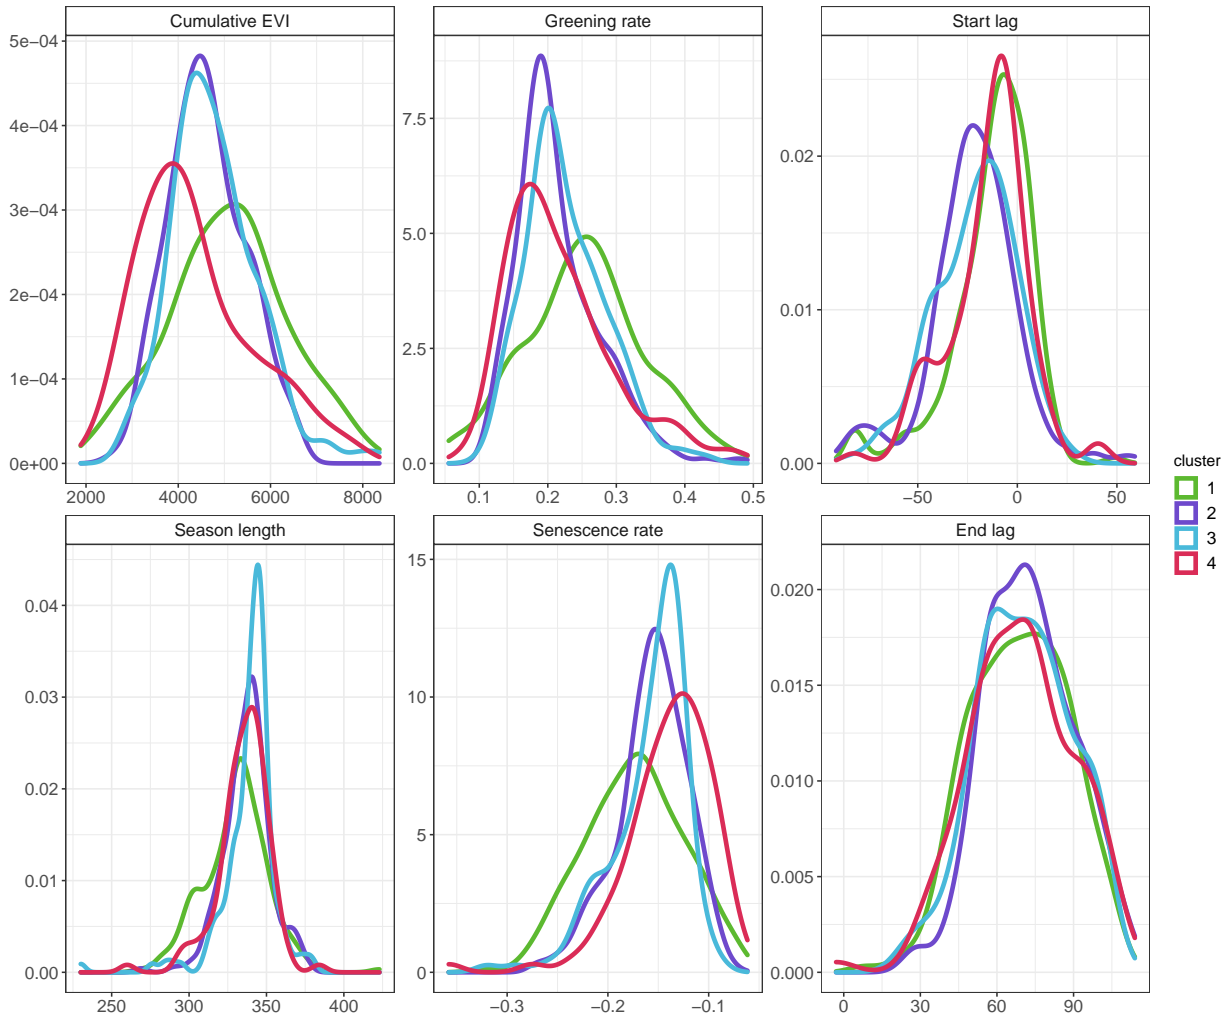 Cumulative EVI
Greening rate
Start lag
5e−04
4e−04
3e−04
2e−04
1e−04
0e+00
7.5
5.0
2.5
0.0
0.02
0.01
0.00
2000 4000 6000 8000
0.1 0.2 0.3 0.4 0.5
−50 0 50
Season length
Senescence rate
End lag
0.04
0.03
0.02
0.01
0.00
15
10
5
0
0.020
0.015
0.010
0.005
0.000
250 300 350 400
−0.3 −0.2 −0.1
0 30 60 90
cluster
1
2
3
4